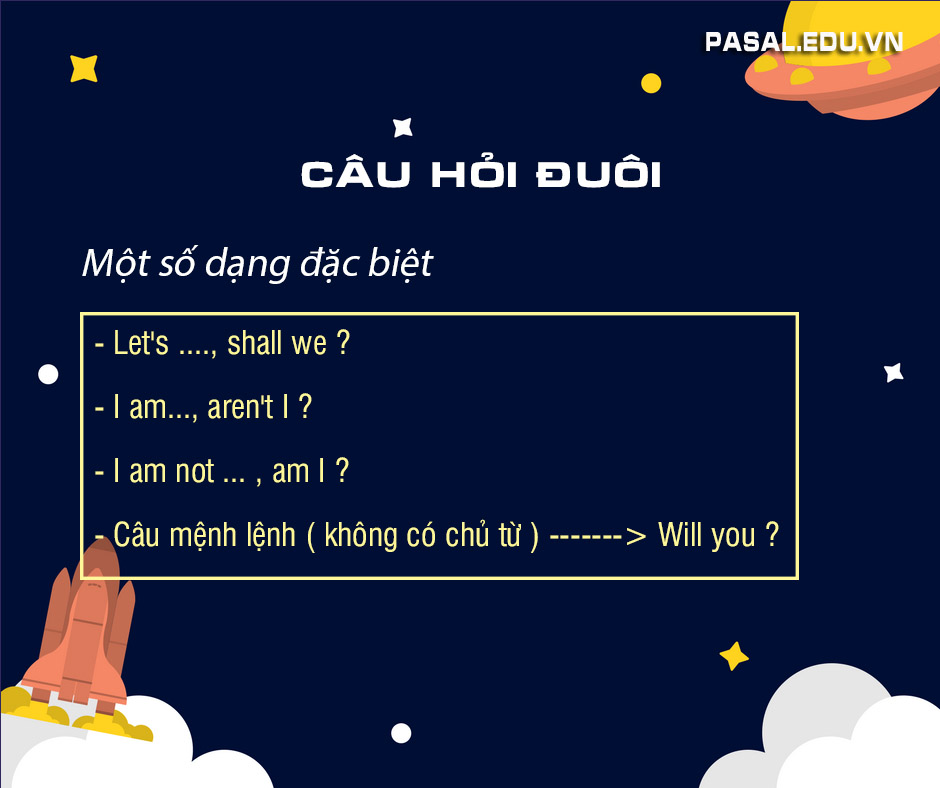 PASAL.EDU.VN
CÂU HỎI ĐUÔI
Một số dạng đặc biệt
- Let's ...., shall we ?
- I am..., aren't I ?
- I am not ... , am I ?
- Câu mệnh lệnh ( không có chủ từ ) -------> Will you ?